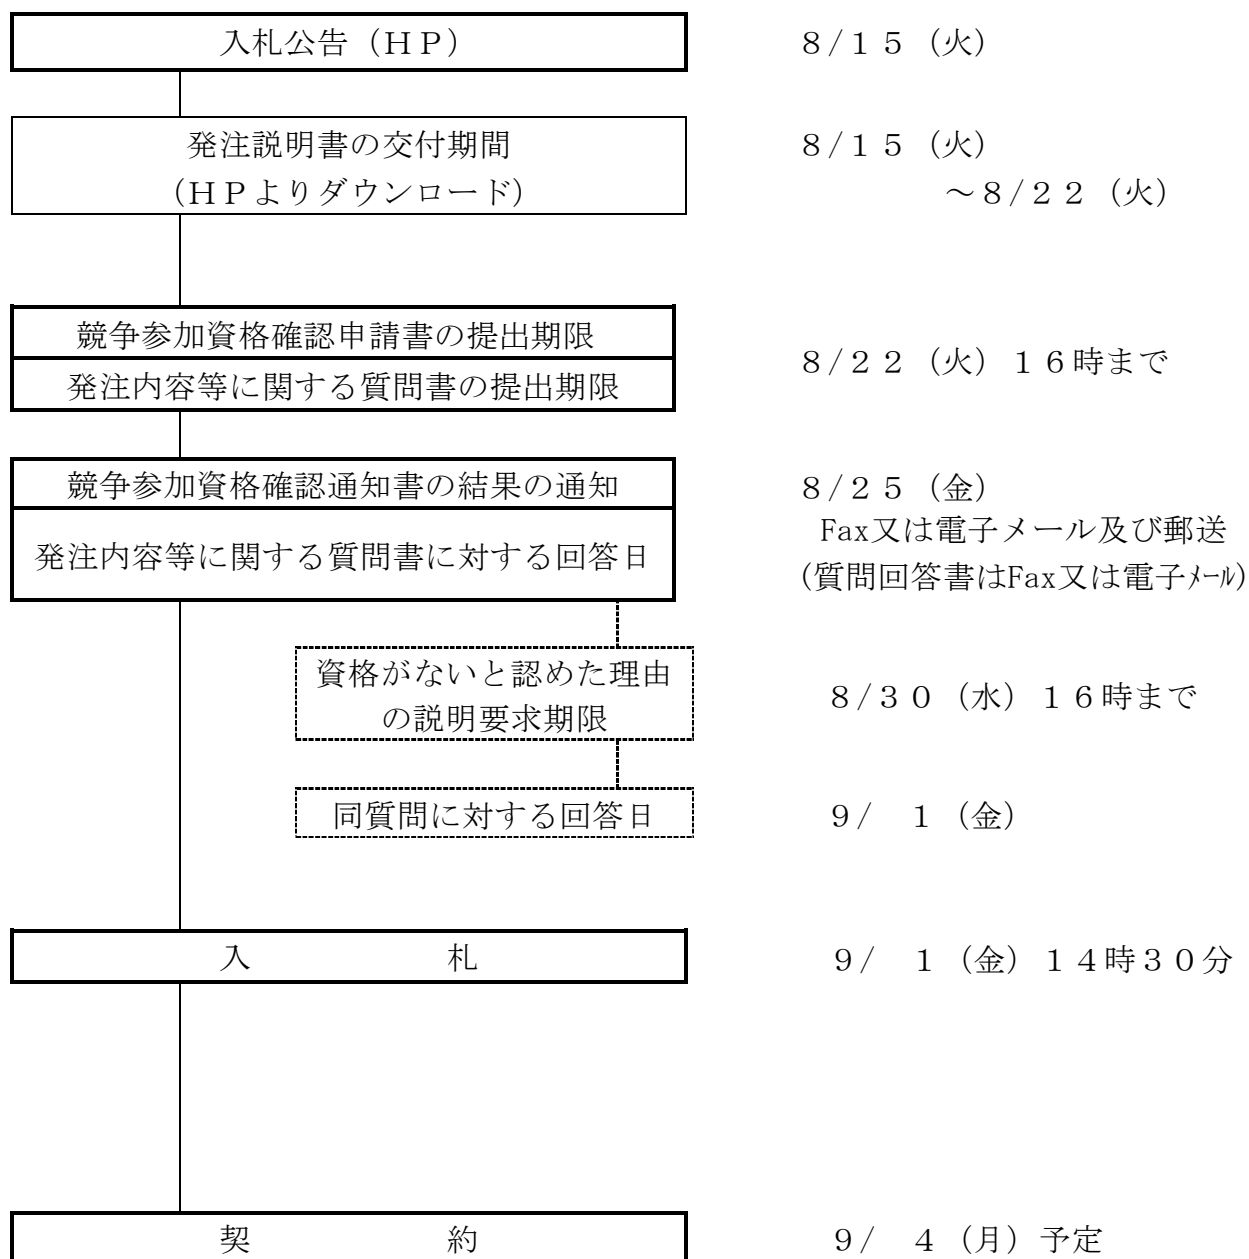 入札公告（ＨＰ）
８/１５（火）
発注説明書の交付期間
（ＨＰよりダウンロード）
８/１５（火）
～８/２２（火）
競争参加資格確認申請書の提出期限
発注内容等に関する質問書の提出期限
８/２２（火）１６時まで
競争参加資格確認通知書の結果の通知
発注内容等に関する質問書に対する回答日
８/２５（金）
Fax又は電子メール及び郵送
(質問回答書はFax又は電子ﾒｰﾙ)
資格がないと認めた理由
の説明要求期限
８/３０（水）１６時まで
同質問に対する回答日
９/　１（金）
入　　　　　札
９/　１（金）１４時３０分
契　　　　　約
９/　４（月）予定